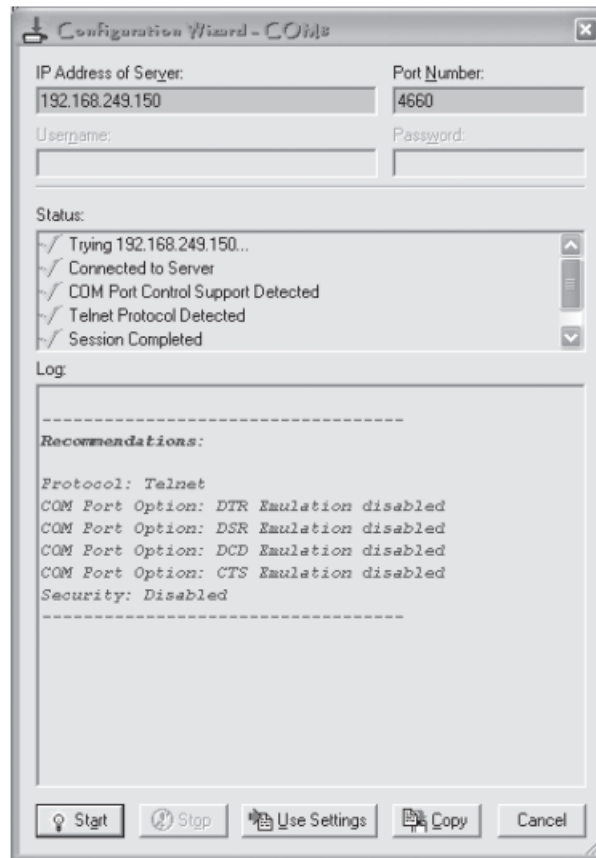 Configuration Wizard - COM8
IP Address of Server: Port Number:
192.168.249.150 4660
Username: Password:
Status:
Trying 192.168.249.150...
Connected to Server
COM Port Control Support Detected
Telnet Protocol Detected
Session Completed
Log:
-----------------------------------
Recommendations:
Protocol: Telnet
COM Port Option: DTR Emulation disabled
COM Port Option: DSR Emulation disabled
COM Port Option: DCD Emulation disabled
COM Port Option: CTS Emulation disabled
Security: Disabled
-----------------------------------
Start Stop Use Settings Copy Cancel